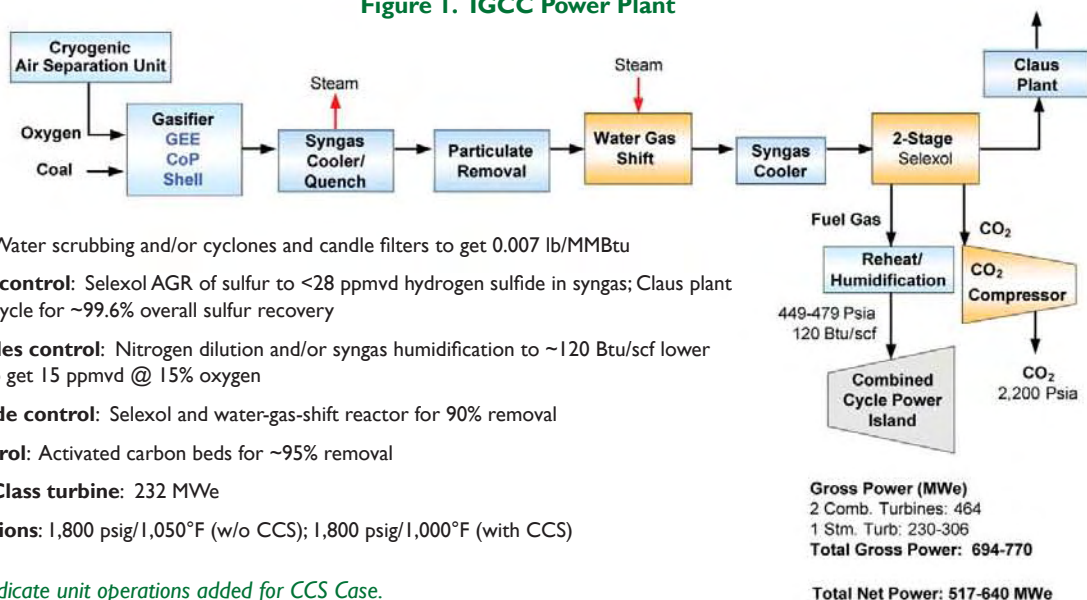 Figure 1. IGCC Power Plant
Cryogenic
Air Separation Unit
Oxygen
Coal
Gasifier
GEE
CoP
Shell
Steam
Syngas
Cooler/
Quench
Particulate
Removal
Steam
Water Gas
Shift
Syngas
Cooler
2-Stage
Selexol
Claus
Plant
Fuel Gas
CO2
Reheat/
Humidification
CO2
Compressor
449-479 Psia
120 Btu/scf
CO2
2,200 Psia
Combined
Cycle Power
Island
Water scrubbing and/or cyclones and candle filters to get 0.007 lb/MMBtu
control: Selexol AGR of sulfur to <28 ppmvd hydrogen sulfide in syngas; Claus plant
ycle for ~99.6% overall sulfur recovery
les control: Nitrogen dilution and/or syngas humidification to ~120 Btu/scf lower
get 15 ppmvd @ 15% oxygen
de control: Selexol and water-gas-shift reactor for 90% removal
rol: Activated carbon beds for ~95% removal
Class turbine: 232 MWe
ions: 1,800 psig/1,050°F (w/o CCS); 1,800 psig/1,000°F (with CCS)
dicate unit operations added for CCS Case.
Gross Power (MWe)
2 Comb. Turbines: 464
1 Stm. Turb: 230-306
Total Gross Power: 694-770
Total Net Power: 517-640 MWe